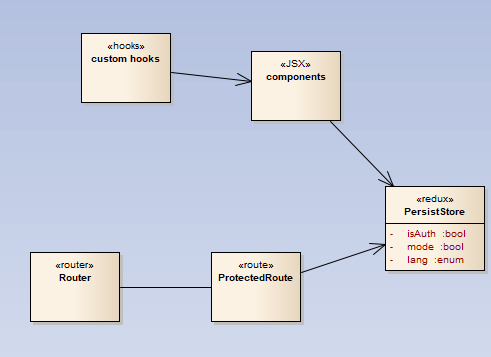 «hooks»
custom hooks
«JSX»
components
«redux»
PersistStore
- isAuth :bool
- mode :bool
- lang :enum
«router»
Router
«route»
ProtectedRoute